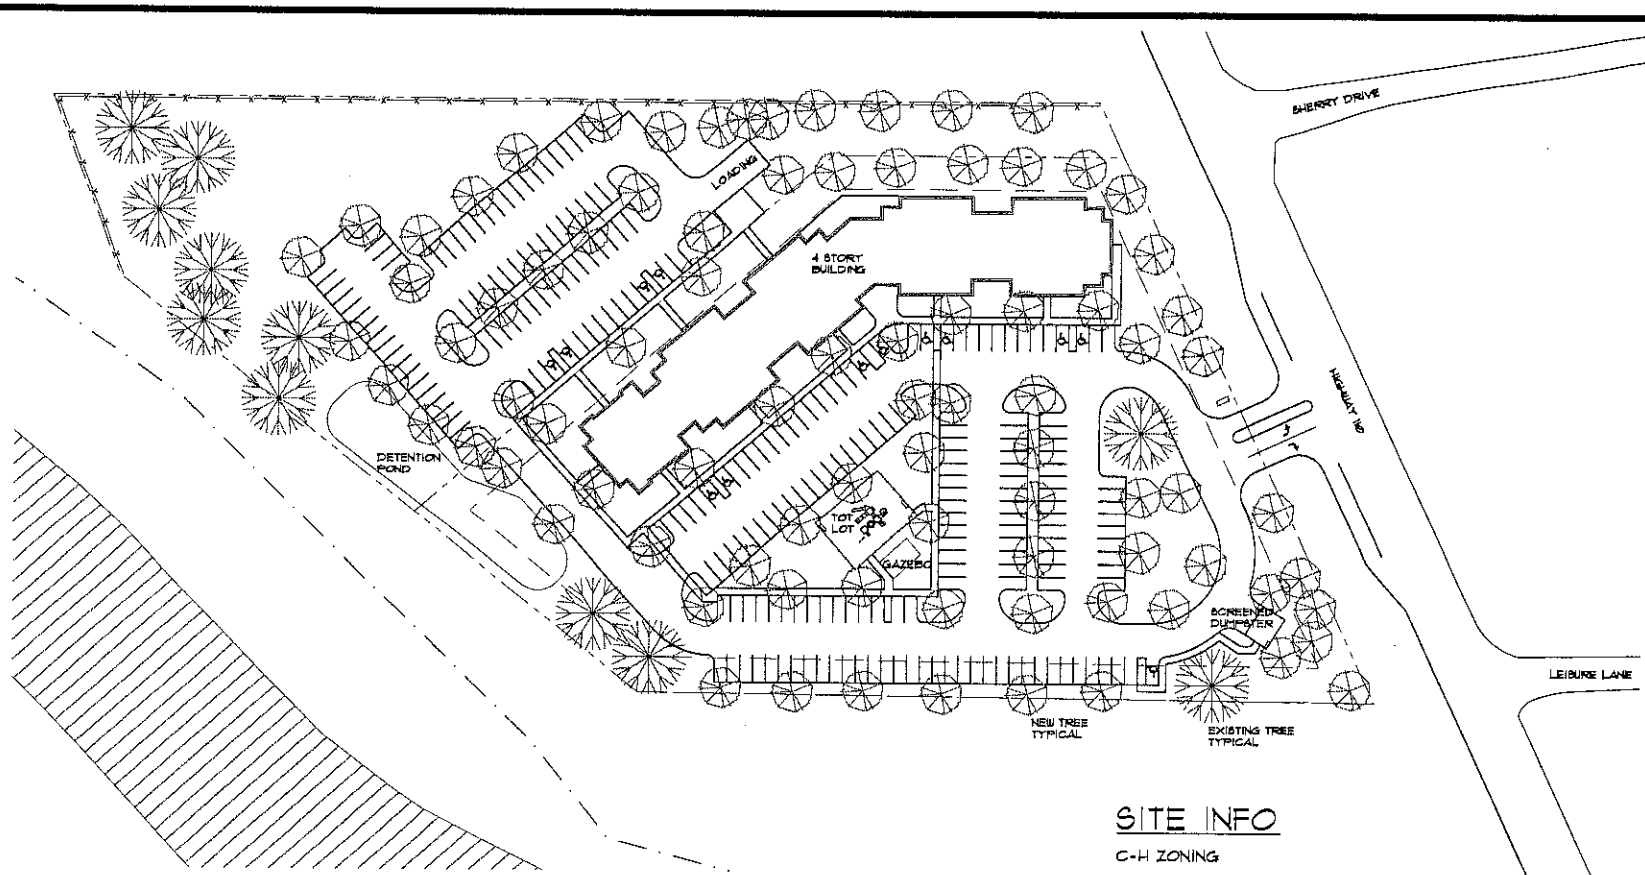 SHERRY DRIVE
LOADING
4 STORY
BUILDING
DETENTION
POND
TOT
LOT
GAZEBO
SCREENED
DUMPSTER
LEISURE LANE
NEW TREE
TYPICAL
EXISTING TREE
TYPICAL
SITE INFO
C-H ZONING
HIGHWAY